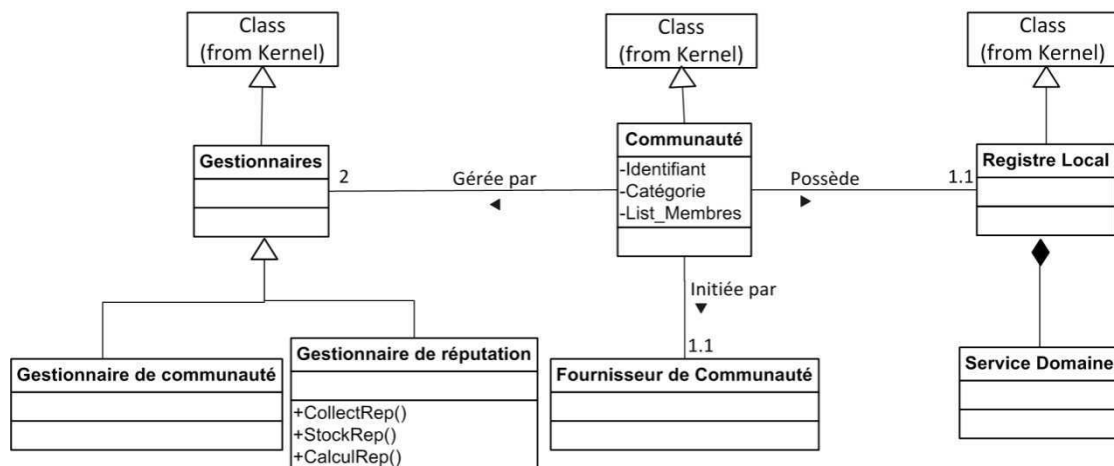 Class
(from Kernel)
Class
(from Kernel)
Class
(from Kernel)
Gestionnaires
2
Gérée par
Communauté
-Identifiant
-Catégorie
-List_Membres
Possède
1.1
Registre Local
Initiée par
1.1
Gestionnaire de communauté
Gestionnaire de réputation
+CollectRep()
+StockRep()
+CalculRep()
Fournisseur de Communauté
Service Domaine